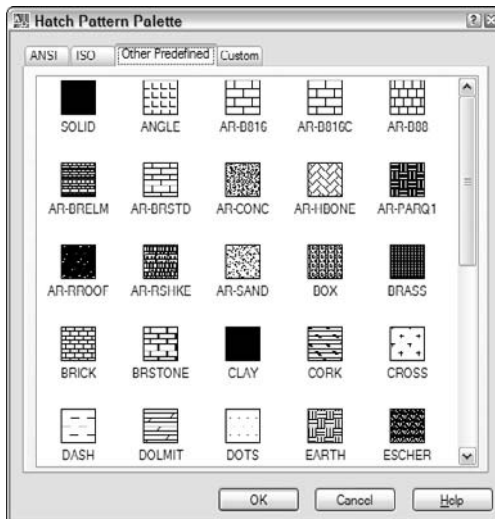 Hatch Pattern Palette
ANSI ISO Other Predefined Custom
SOLID ANGLE AR-B816 AR-B816C AR-B88
AR-BRELM AR-BRSTD AR-CONC AR-HBONE AR-PARQ1
AR-RROOF AR-RSHKE AR-SAND BOX BRASS
BRICK BRSTONE CLAY CORK CROSS
DASH DOLMIT DOTS EARTH ESCHER
OK Cancel Help